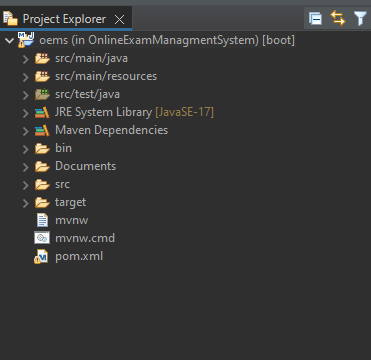 Project Explorer
oems (in OnlineExamManagmentSystem) [boot]
src/main/java
src/main/resources
src/test/java
JRE System Library [JavaSE-17]
Maven Dependencies
bin
Documents
src
target
mvnw
mvnw.cmd
pom.xml